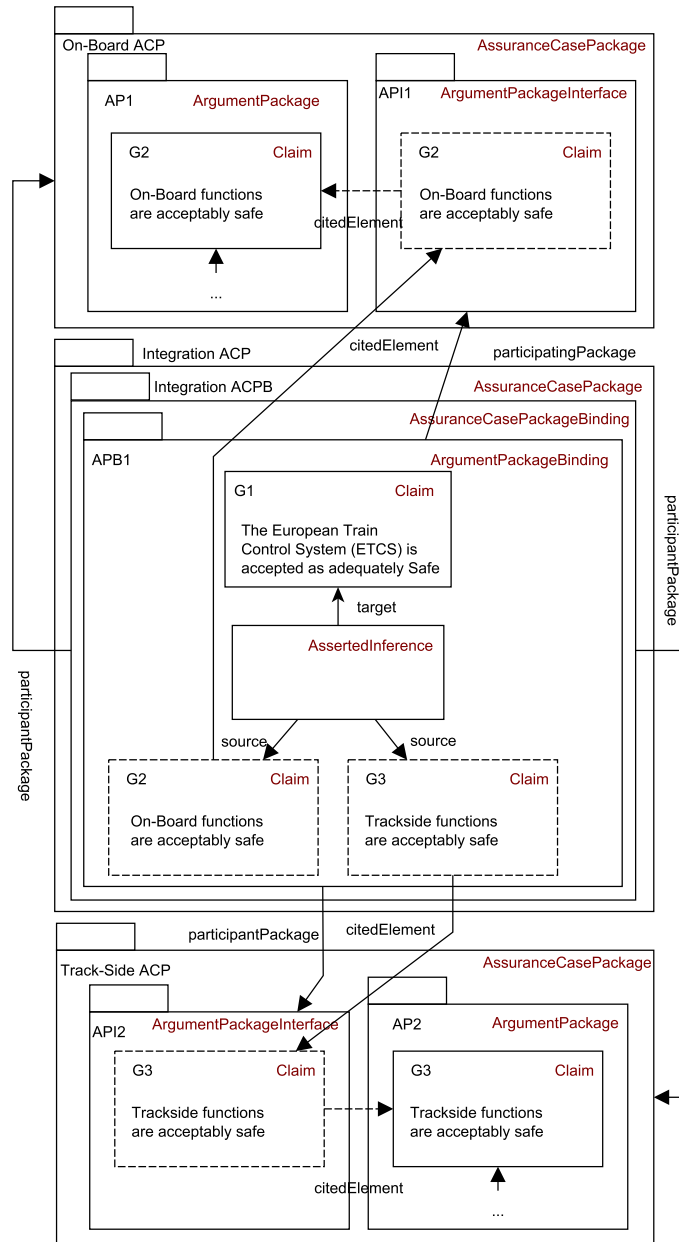 On-Board ACP
AssuranceCasePackage
AP1
ArgumentPackage
API1
ArgumentPackageInterface
G2
Claim
On-Board functions
are acceptably safe
G2
Claim
On-Board functions
are acceptably safe
citedElement
...
citedElement
participatingPackage
Integration ACP
Integration ACPB
AssuranceCasePackage
AssuranceCasePackageBinding
APB1
ArgumentPackageBinding
G1
Claim
The European Train
Control System (ETCS) is
accepted as adequately Safe
target
AssertedInference
participantPackage
participantPackage
source
source
G2
Claim
On-Board functions
are acceptably safe
G3
Claim
Trackside functions
are acceptably safe
participantPackage
citedElement
Track-Side ACP
AssuranceCasePackage
API2
ArgumentPackageInterface
AP2
ArgumentPackage
G3
Claim
Trackside functions
are acceptably safe
G3
Claim
Trackside functions
are acceptably safe
citedElement
...